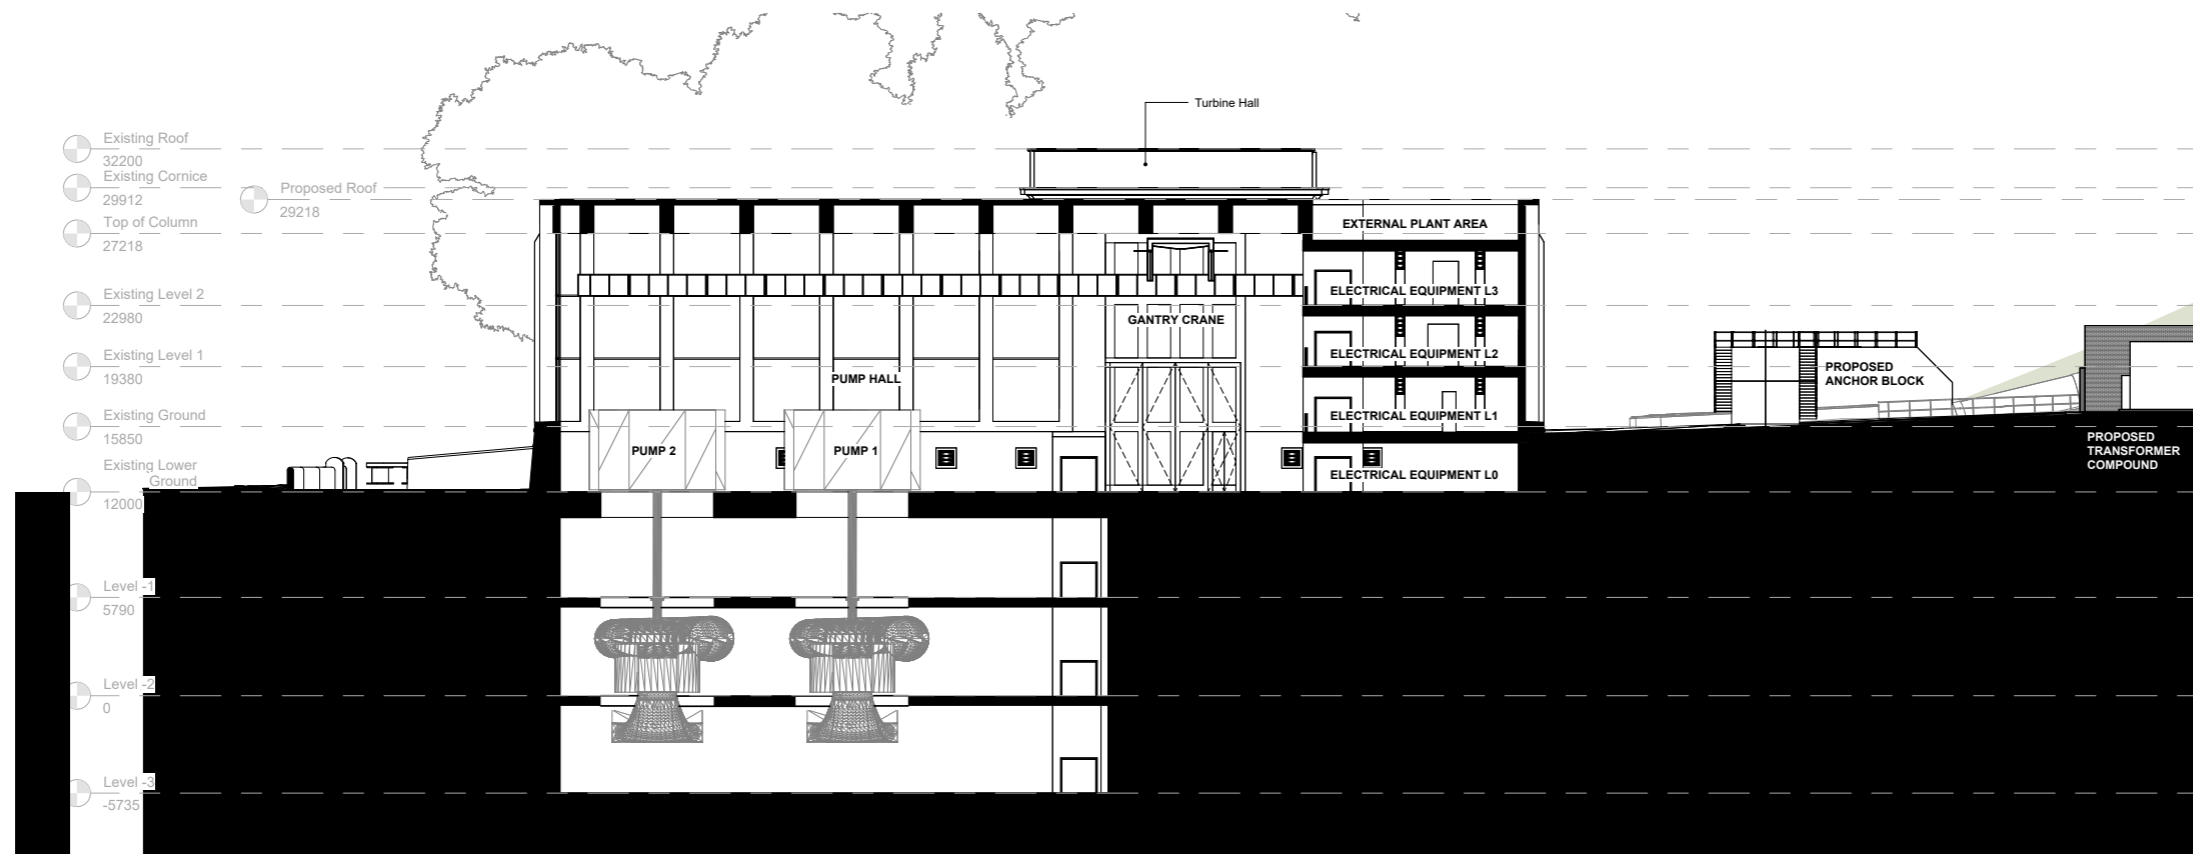 Turbine Hall
Existing Roof
32200
Existing Cornice
29912
Proposed Roof
29218
Top of Column
27218
EXTERNAL PLANT AREA
Existing Level 2
22980
ELECTRICAL EQUIPMENT L3
GANTRY CRANE
Existing Level 1
19380
ELECTRICAL EQUIPMENT L2
PUMP HALL
PROPOSED
ANCHOR BLOCK
Existing Ground
15850
ELECTRICAL EQUIPMENT L1
PUMP 2
PUMP 1
PROPOSED
TRANSFORMER
COMPOUND
Existing Lower
Ground
12000
ELECTRICAL EQUIPMENT L0
Level -1
5790
Level -2
0
Level -3
-5735